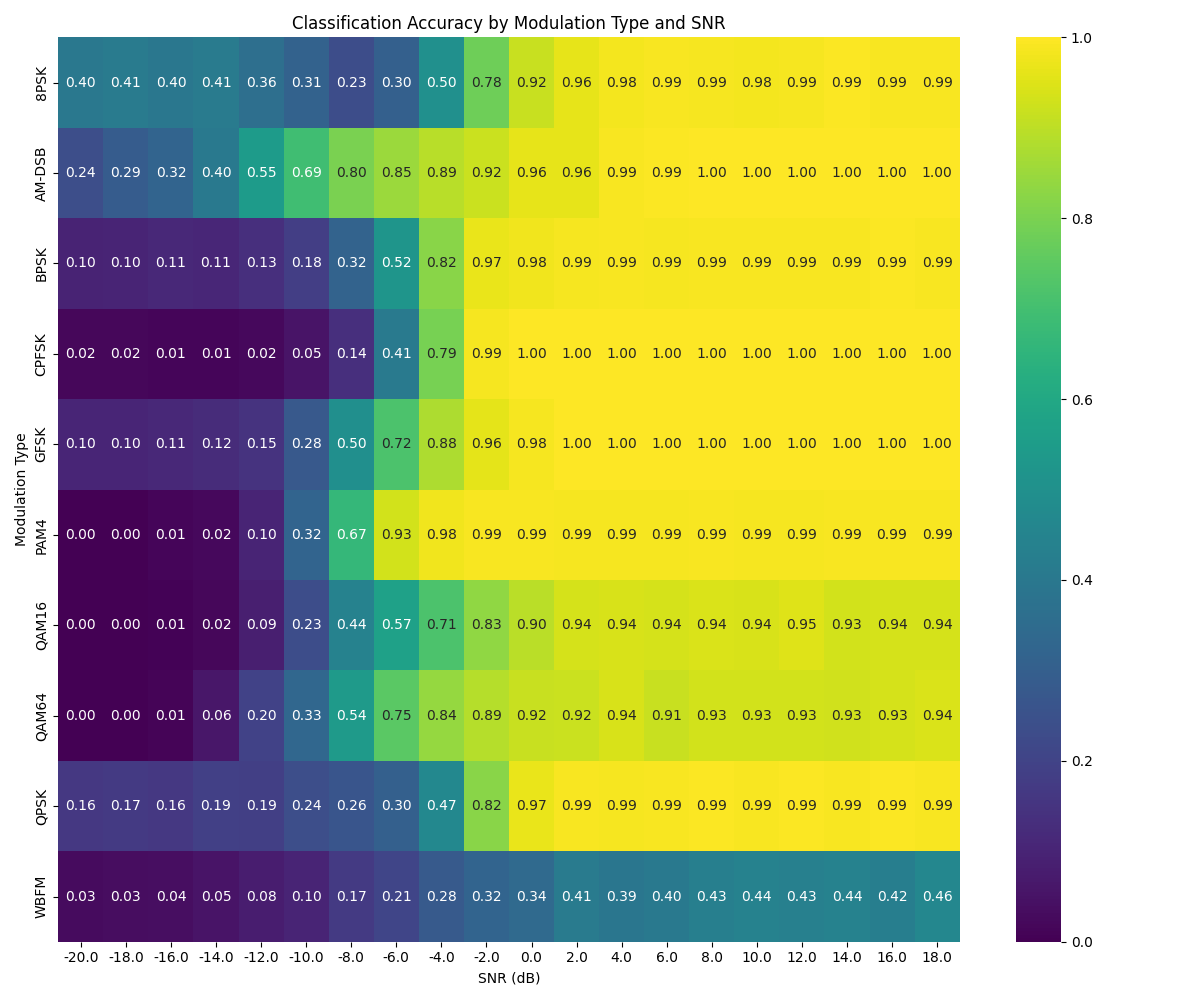 Classification Accuracy by Modulation Type and SNR
8PSK 0.40 0.41 0.40 0.41 0.36 0.31 0.23 0.30 0.50 0.78 0.92 0.96 0.98 0.99 0.99 0.98 0.99 0.99 0.99 0.99
AM-DSB 0.24 0.29 0.32 0.40 0.55 0.69 0.80 0.85 0.89 0.92 0.96 0.96 0.99 0.99 1.00 1.00 1.00 1.00 1.00 1.00
BPSK 0.10 0.10 0.11 0.11 0.13 0.18 0.32 0.52 0.82 0.97 0.98 0.99 0.99 0.99 0.99 0.99 0.99 0.99 0.99 0.99
CPFSK 0.02 0.02 0.01 0.01 0.02 0.05 0.14 0.41 0.79 0.99 1.00 1.00 1.00 1.00 1.00 1.00 1.00 1.00 1.00 1.00
GFSK 0.10 0.10 0.11 0.12 0.15 0.28 0.50 0.72 0.88 0.96 0.98 1.00 1.00 1.00 1.00 1.00 1.00 1.00 1.00 1.00
PAM4 0.00 0.00 0.01 0.02 0.10 0.32 0.67 0.93 0.98 0.99 0.99 0.99 0.99 0.99 0.99 0.99 0.99 0.99 0.99 0.99
QAM16 0.00 0.00 0.01 0.02 0.09 0.23 0.44 0.57 0.71 0.83 0.90 0.94 0.94 0.94 0.94 0.94 0.95 0.93 0.94 0.94
QAM64 0.00 0.00 0.01 0.06 0.20 0.33 0.54 0.75 0.84 0.89 0.92 0.92 0.94 0.91 0.93 0.93 0.93 0.93 0.93 0.94
QPSK 0.16 0.17 0.16 0.19 0.19 0.24 0.26 0.30 0.47 0.82 0.97 0.99 0.99 0.99 0.99 0.99 0.99 0.99 0.99 0.99
WBFM 0.03 0.03 0.04 0.05 0.08 0.10 0.17 0.21 0.28 0.32 0.34 0.41 0.39 0.40 0.43 0.44 0.43 0.44 0.42 0.46
-20.0 -18.0 -16.0 -14.0 -12.0 -10.0 -8.0 -6.0 -4.0 -2.0 0.0 2.0 4.0 6.0 8.0 10.0 12.0 14.0 16.0 18.0
SNR (dB)
Modulation Type
1.0
0.8
0.6
0.4
0.2
0.0